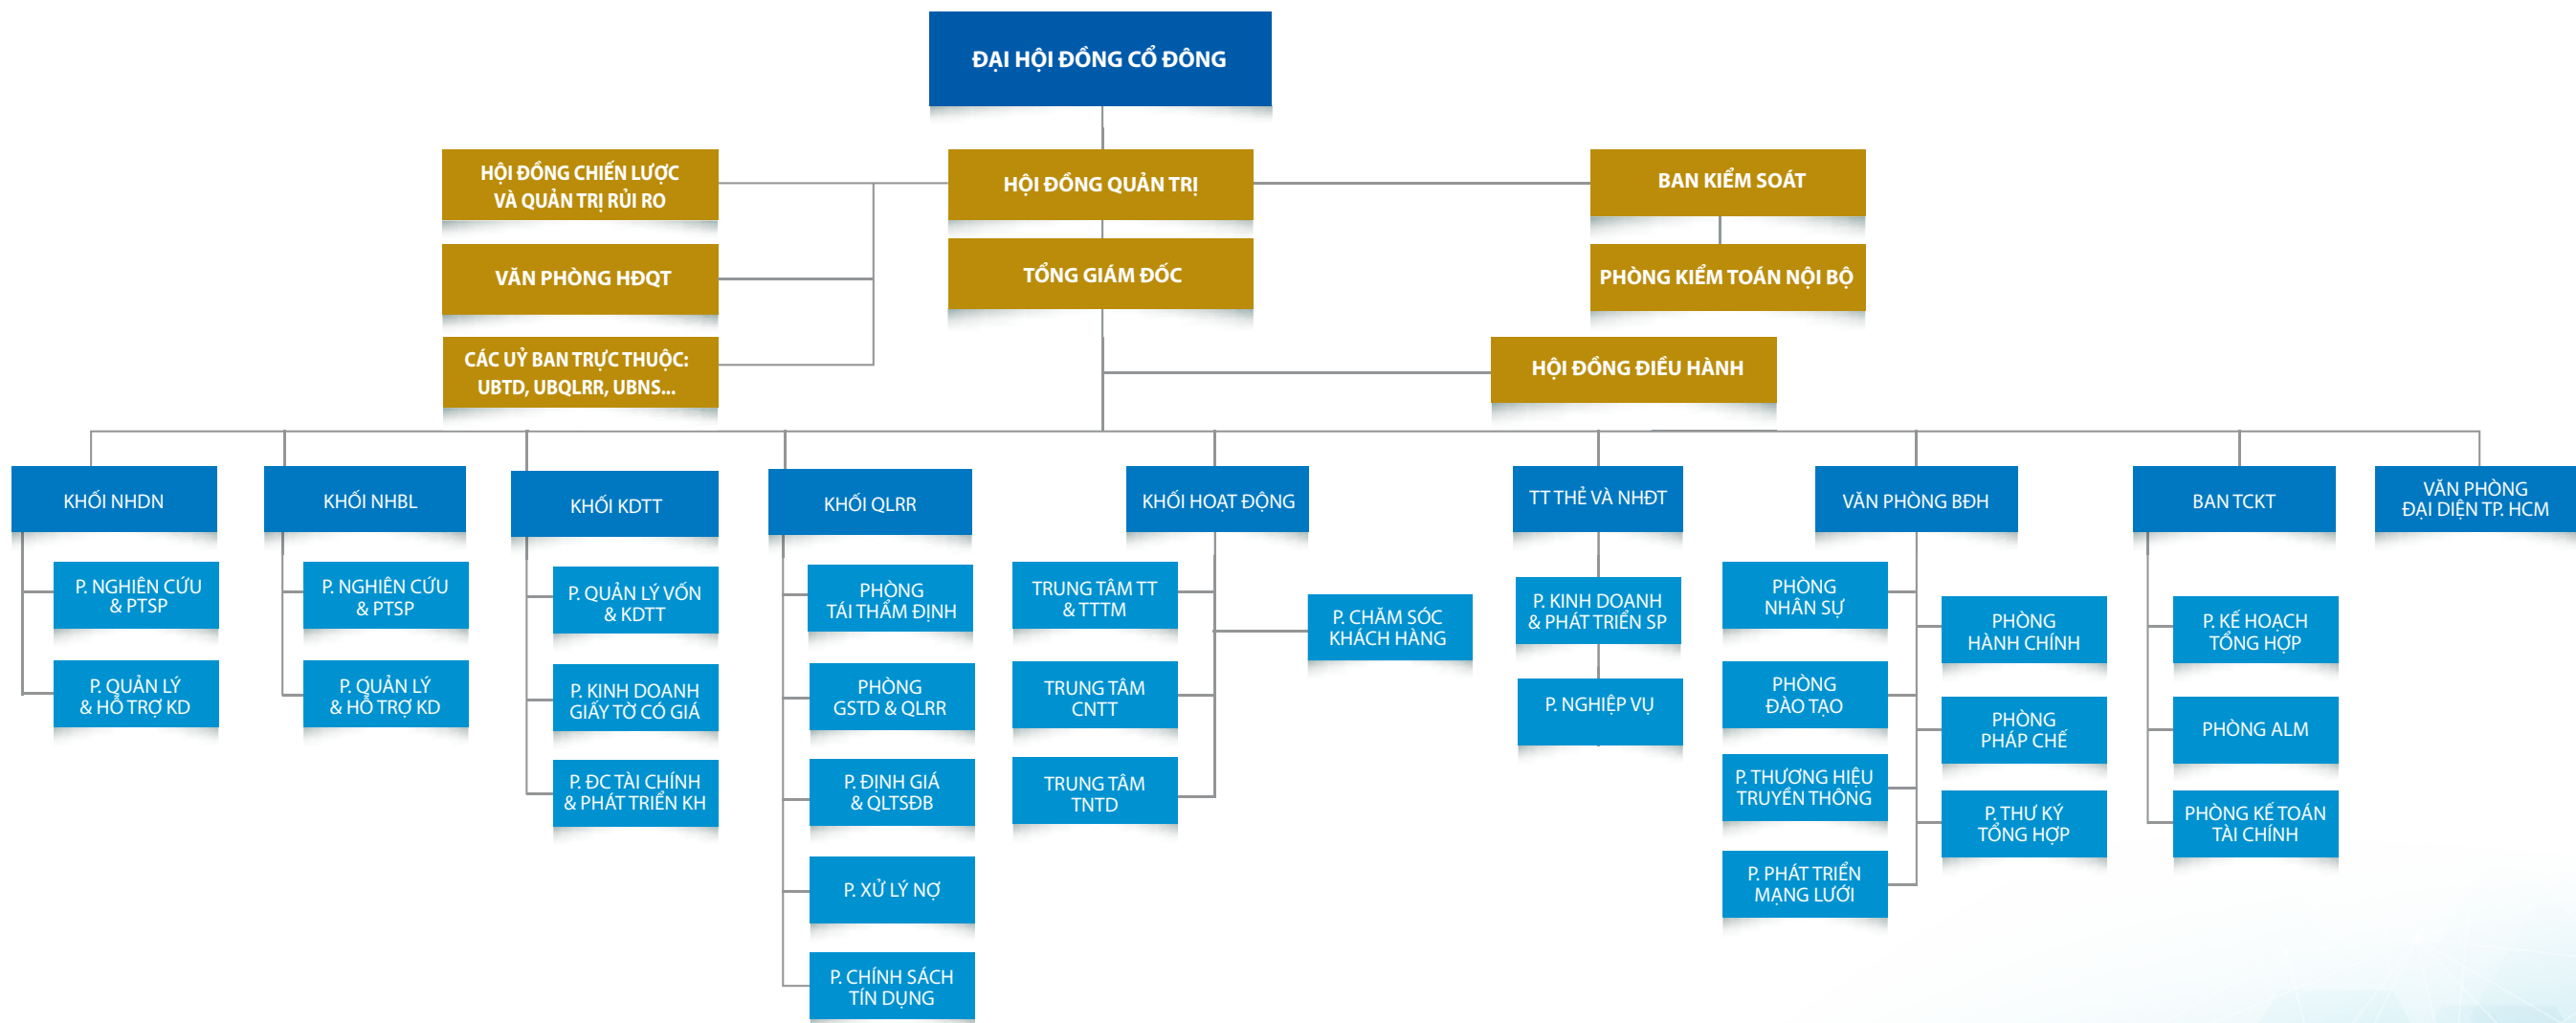 ĐẠI HỘI ĐỒNG CỔ ĐÔNG
HỘI ĐỒNG CHIẾN LƯỢC
VÀ QUẢN TRỊ RỦI RO
HỘI ĐỒNG QUẢN TRỊ
BAN KIỂM SOÁT
VĂN PHÒNG HĐQT
TỔNG GIÁM ĐỐC
PHÒNG KIỂM TOÁN NỘI BỘ
CÁC UỶ BAN TRỰC THUỘC:
UBTD, UBQLRR, UBNS...
HỘI ĐỒNG ĐIỀU HÀNH
KHỐI NHDN
P. NGHIÊN CỨU
& PTSP
P. QUẢN LÝ
& HỖ TRỢ KD
KHỐI NHBL
P. NGHIÊN CỨU
& PTSP
P. QUẢN LÝ
& HỖ TRỢ KD
KHỐI KDTT
P. QUẢN LÝ VỐN
& KDTT
P. KINH DOANH
GIẤY TỜ CÓ GIÁ
P. ĐC TÀI CHÍNH
& PHÁT TRIỂN KH
KHỐI QLRR
PHÒNG
TÁI THẨM ĐỊNH
PHÒNG
GSTD & QLRR
P. ĐỊNH GIÁ
& QLTSĐB
P. XỬ LÝ NỢ
P. CHÍNH SÁCH
TÍN DỤNG
KHỐI HOẠT ĐỘNG
TRUNG TÂM TT
& TTTM
P. CHĂM SÓC
KHÁCH HÀNG
TRUNG TÂM
CNTT
TRUNG TÂM
TNTD
TT THẺ VÀ NHĐT
P. KINH DOANH
& PHÁT TRIỂN SP
P. NGHIỆP VỤ
VĂN PHÒNG BĐH
PHÒNG
NHÂN SỰ
PHÒNG
HÀNH CHÍNH
PHÒNG
ĐÀO TẠO
PHÒNG
PHÁP CHẾ
P. THƯƠNG HIỆU
TRUYỀN THÔNG
P. THƯ KÝ
TỔNG HỢP
P. PHÁT TRIỂN
MẠNG LƯỚI
BAN TCKT
P. KẾ HOẠCH
TỔNG HỢP
PHÒNG ALM
PHÒNG KẾ TOÁN
TÀI CHÍNH
VĂN PHÒNG
ĐẠI DIỆN TP. HCM